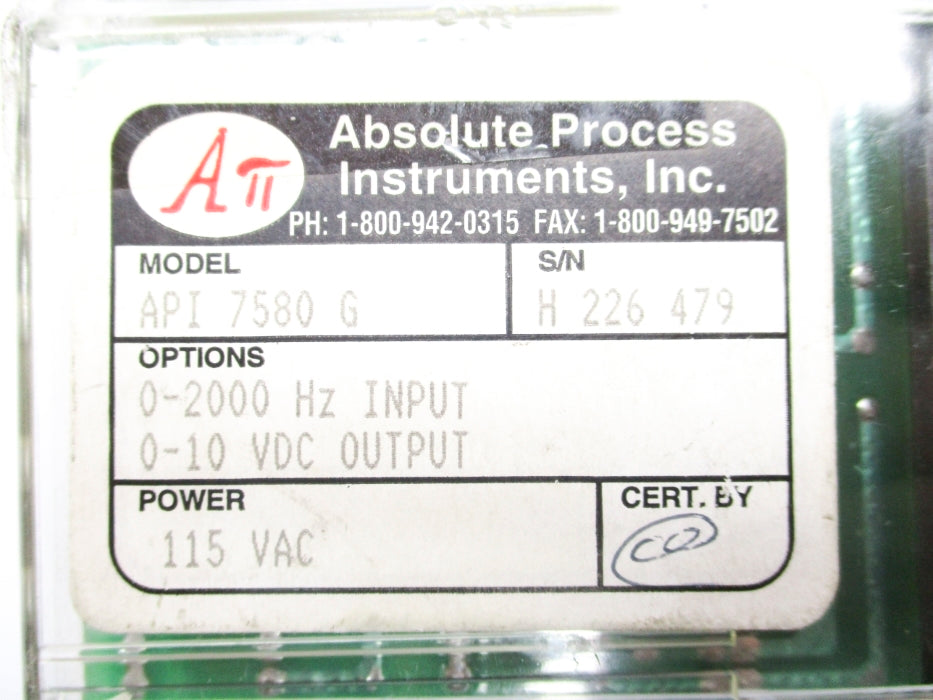 Aπ
Absolute Process
Instruments, Inc.
PH: 1-800-942-0315 FAX: 1-800-949-7502
MODEL
API 7580 G
S/N
H 226 479
OPTIONS
0-2000 Hz INPUT
0-10 VDC OUTPUT
POWER
115 VAC
CERT. BY